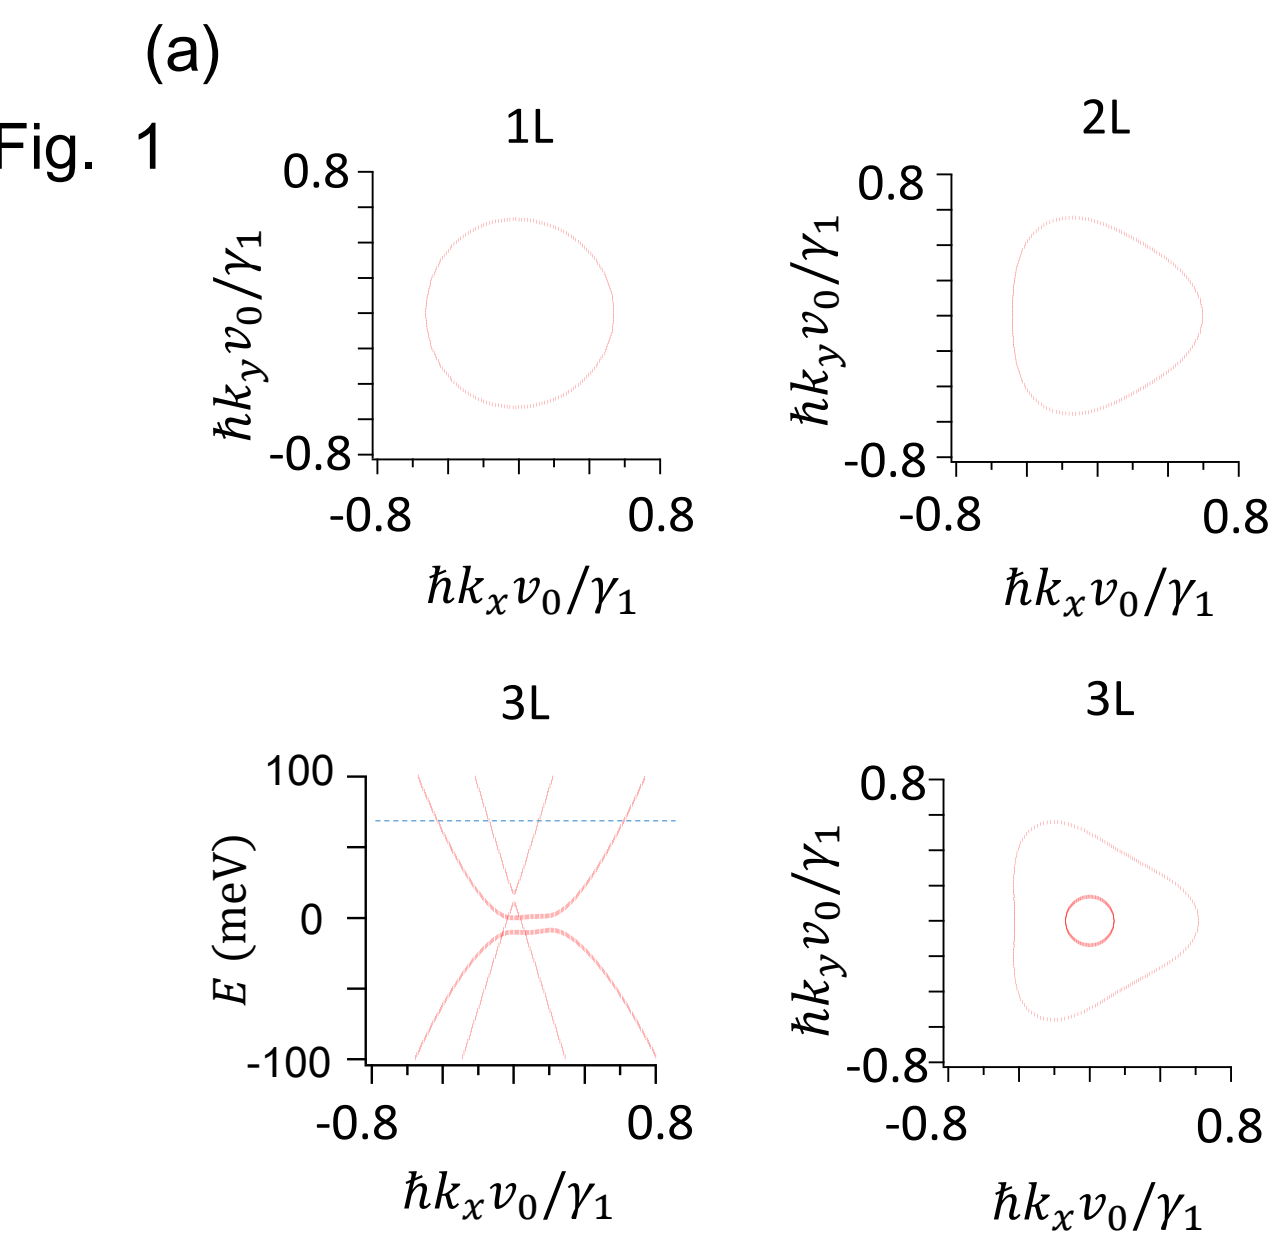 (a)
Fig. 1
1L
0.8
-0.8
ħk_y v_0/γ_1
-0.8
0.8
ħk_x v_0/γ_1
2L
0.8
-0.8
ħk_y v_0/γ_1
-0.8
0.8
ħk_x v_0/γ_1
3L
100
0
-100
E (meV)
-0.8
0.8
ħk_x v_0/γ_1
3L
0.8
-0.8
ħk_y v_0/γ_1
-0.8
0.8
ħk_x v_0/γ_1